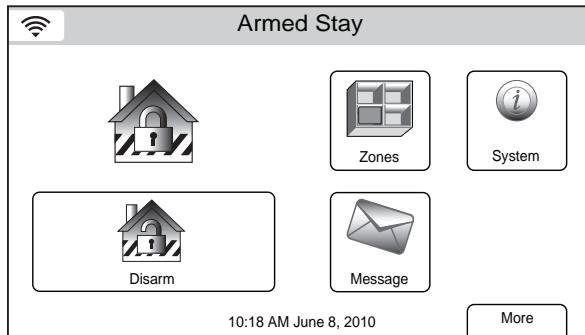 Armed Stay
Zones
System
Disarm
Message
10:18 AM June 8, 2010
More